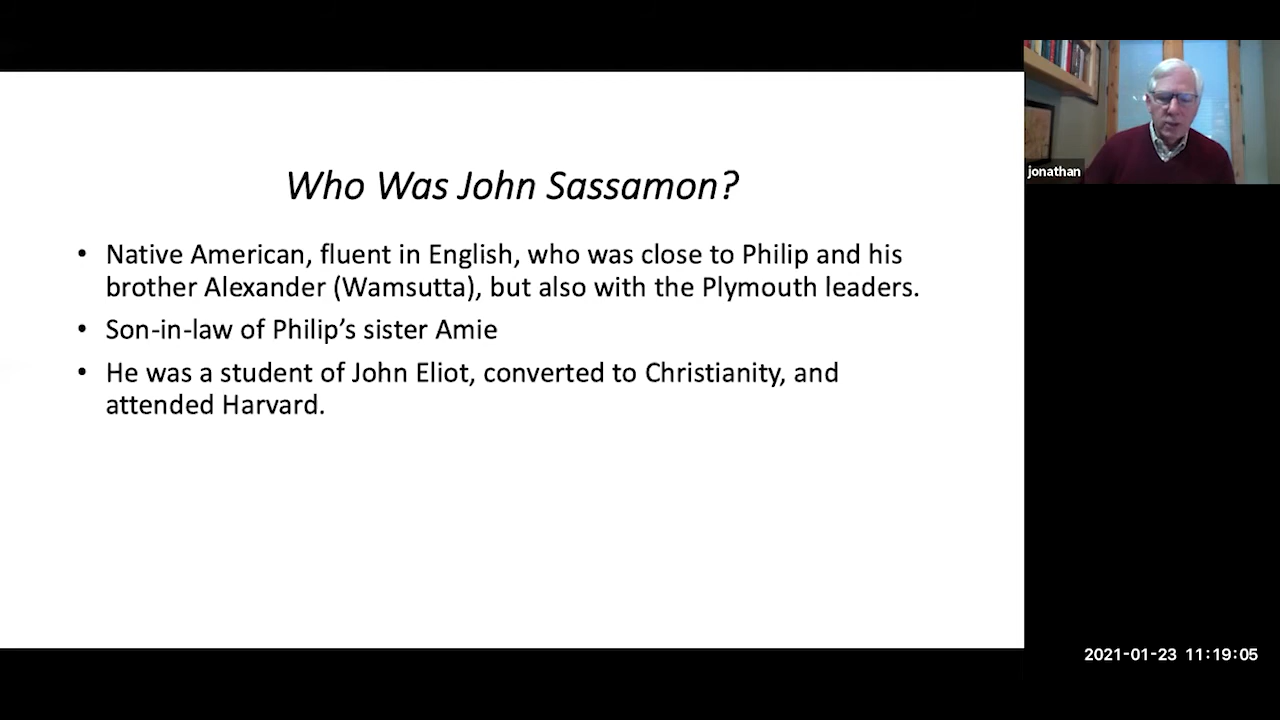 Who Was John Sassamon?
• Native American, fluent in English, who was close to Philip and his
brother Alexander (Wamsutta), but also with the Plymouth leaders.
• Son-in-law of Philip’s sister Amie
• He was a student of John Eliot, converted to Christianity, and
attended Harvard.
jonathan
2021-01-23 11:19:05